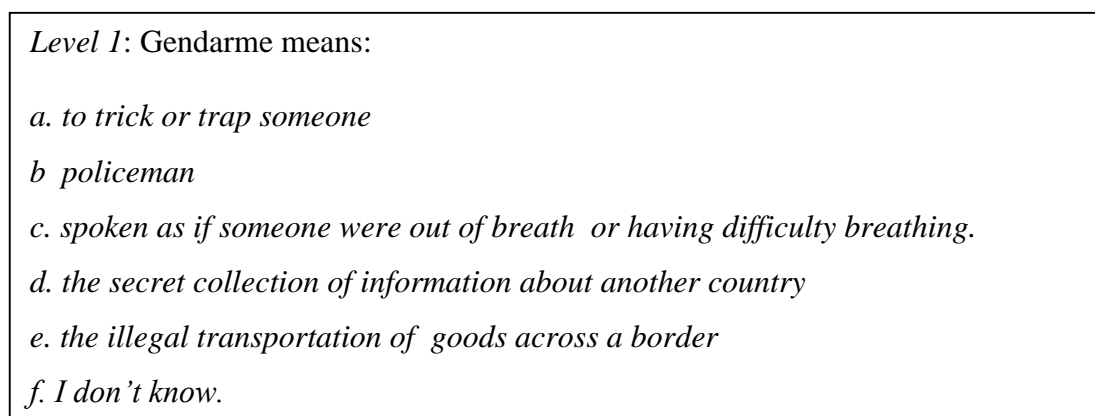 Level 1: Gendarme means:
a. to trick or trap someone
b  policeman
c. spoken as if someone were out of breath  or having difficulty breathing.
d. the secret collection of information about another country
e. the illegal transportation of  goods across a border
f. I don’t know.